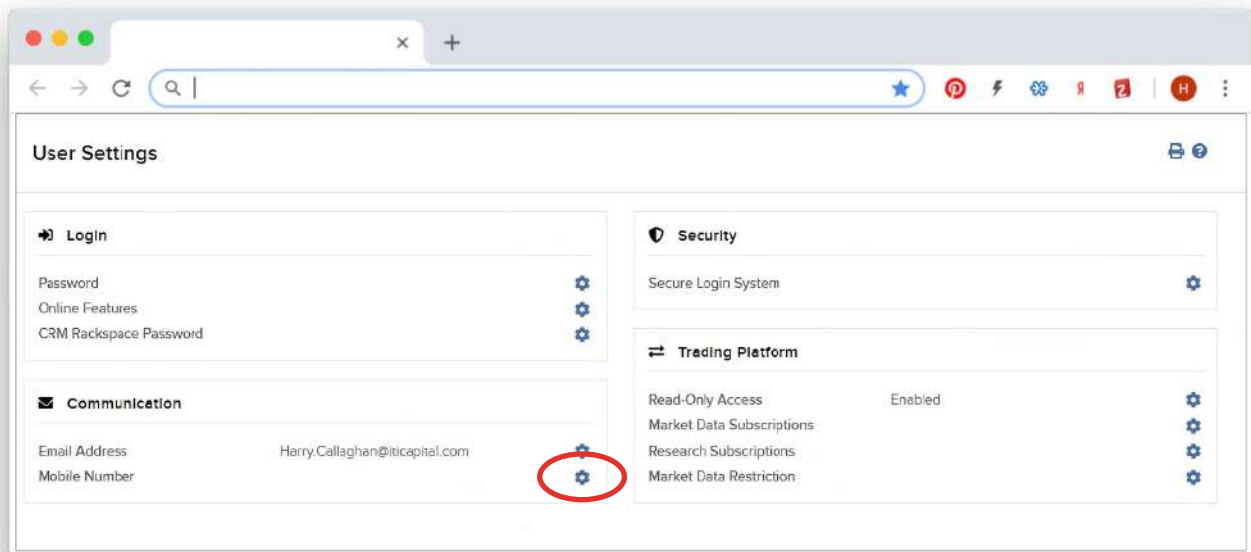 H
User Settings
Login
Password
Online Features
CRM Rackspace Password
Communication
Email Address Harry.Callaghan@iticapital.com
Mobile Number
Security
Secure Login System
Trading Platform
Read-Only Access Enabled
Market Data Subscriptions
Research Subscriptions
Market Data Restriction